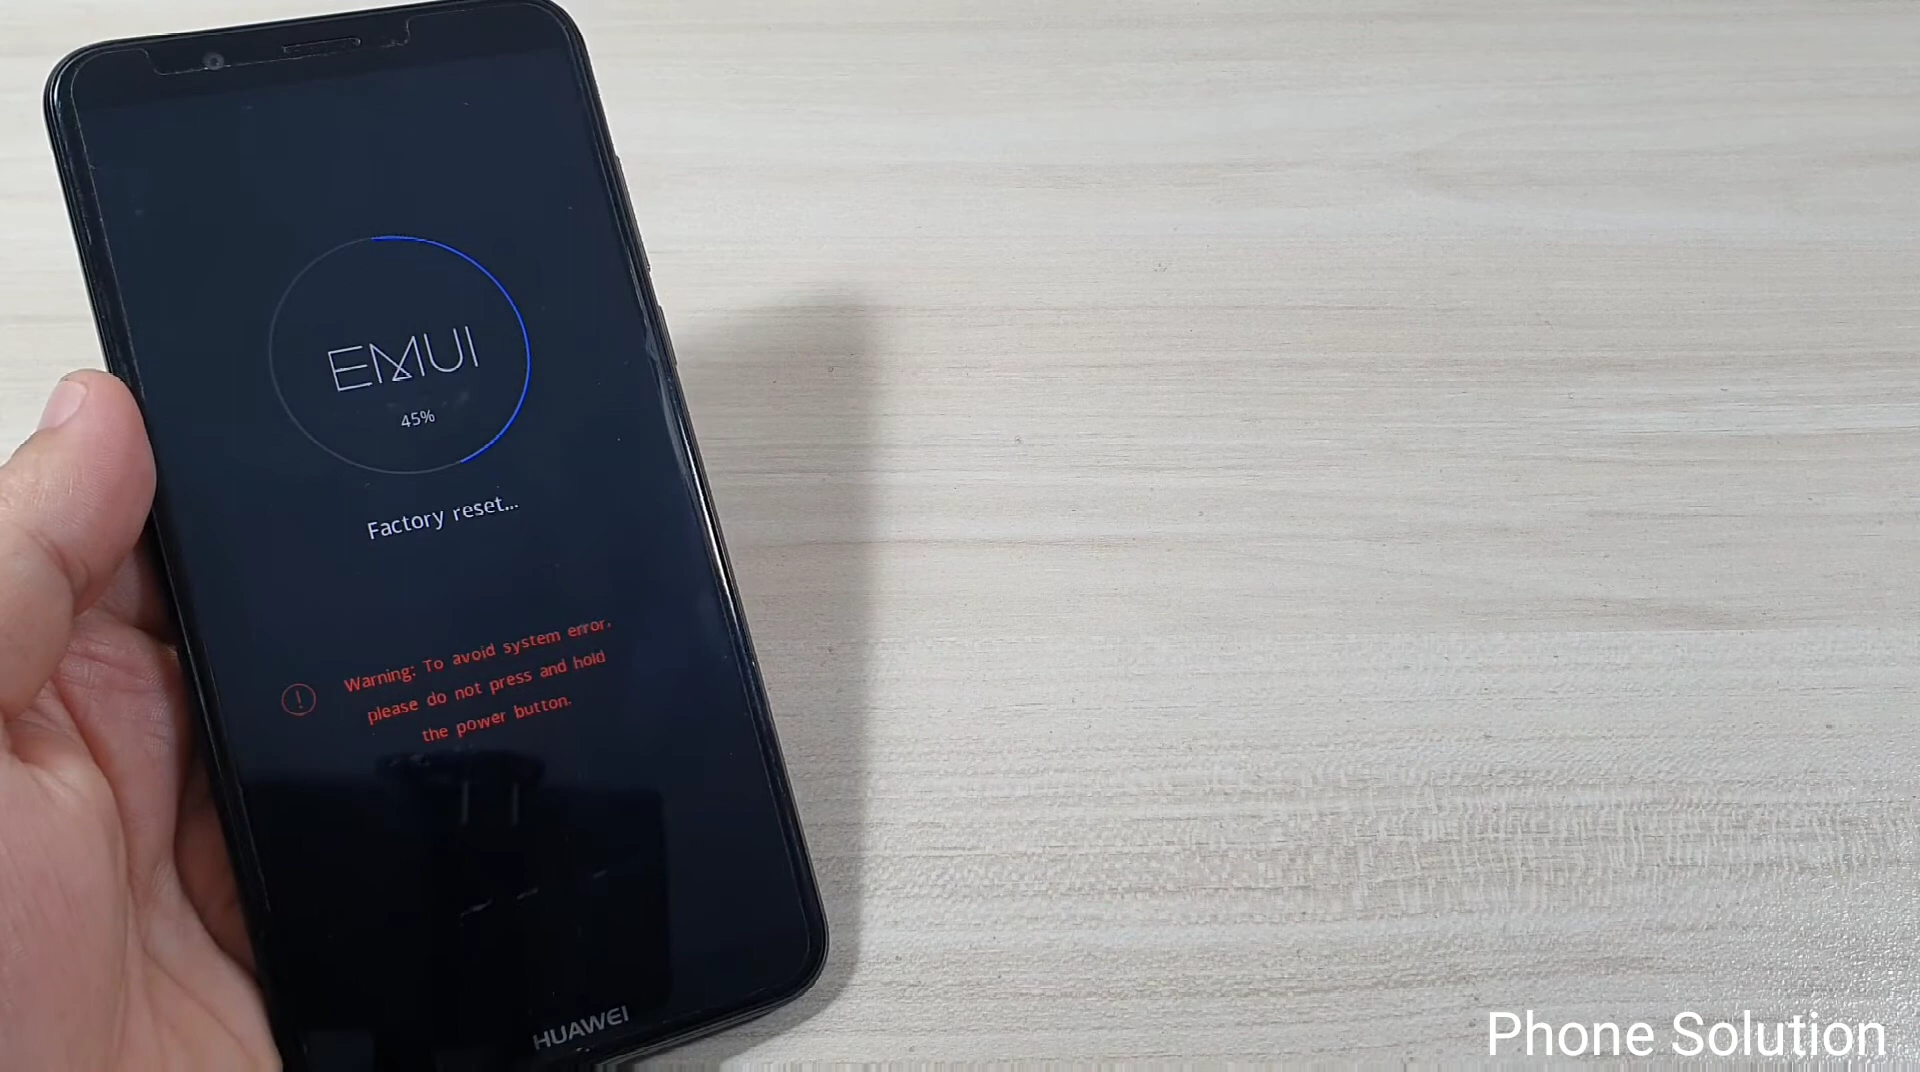 EMUI
45%
Factory reset...
Warning: To avoid system error,
please do not press and hold
the power button.
HUAWEI
Phone Solution